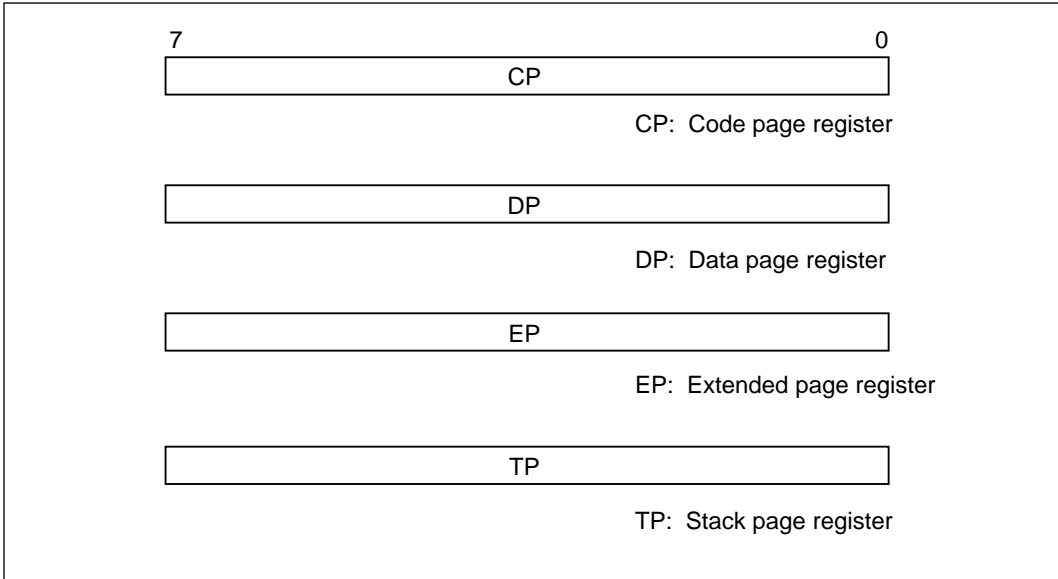 7 0
CP
CP: Code page register
DP
DP: Data page register
EP
EP: Extended page register
TP
TP: Stack page register